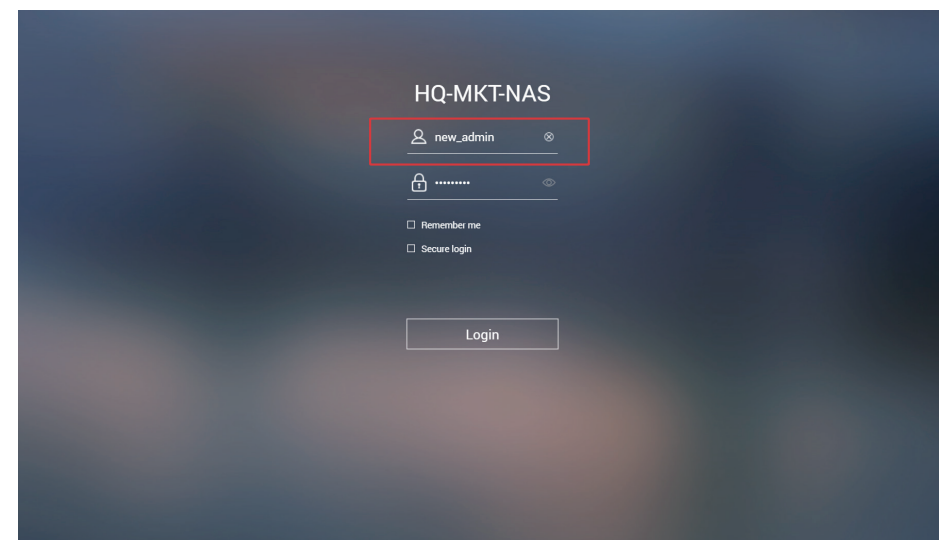 HQ-MKT-NAS
new_admin
•••••••••
Remember me
Secure login
Login